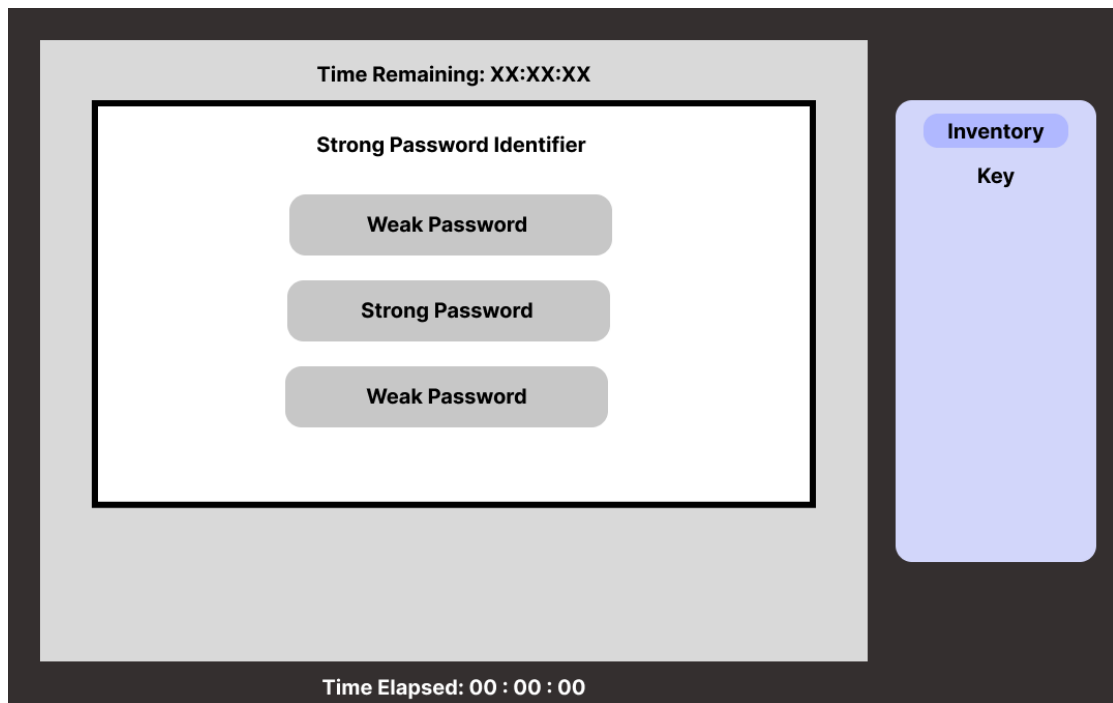 Time Remaining: XX:XX:XX
Strong Password Identifier
Weak Password
Strong Password
Weak Password
Inventory
Key
Time Elapsed: 00 : 00 : 00